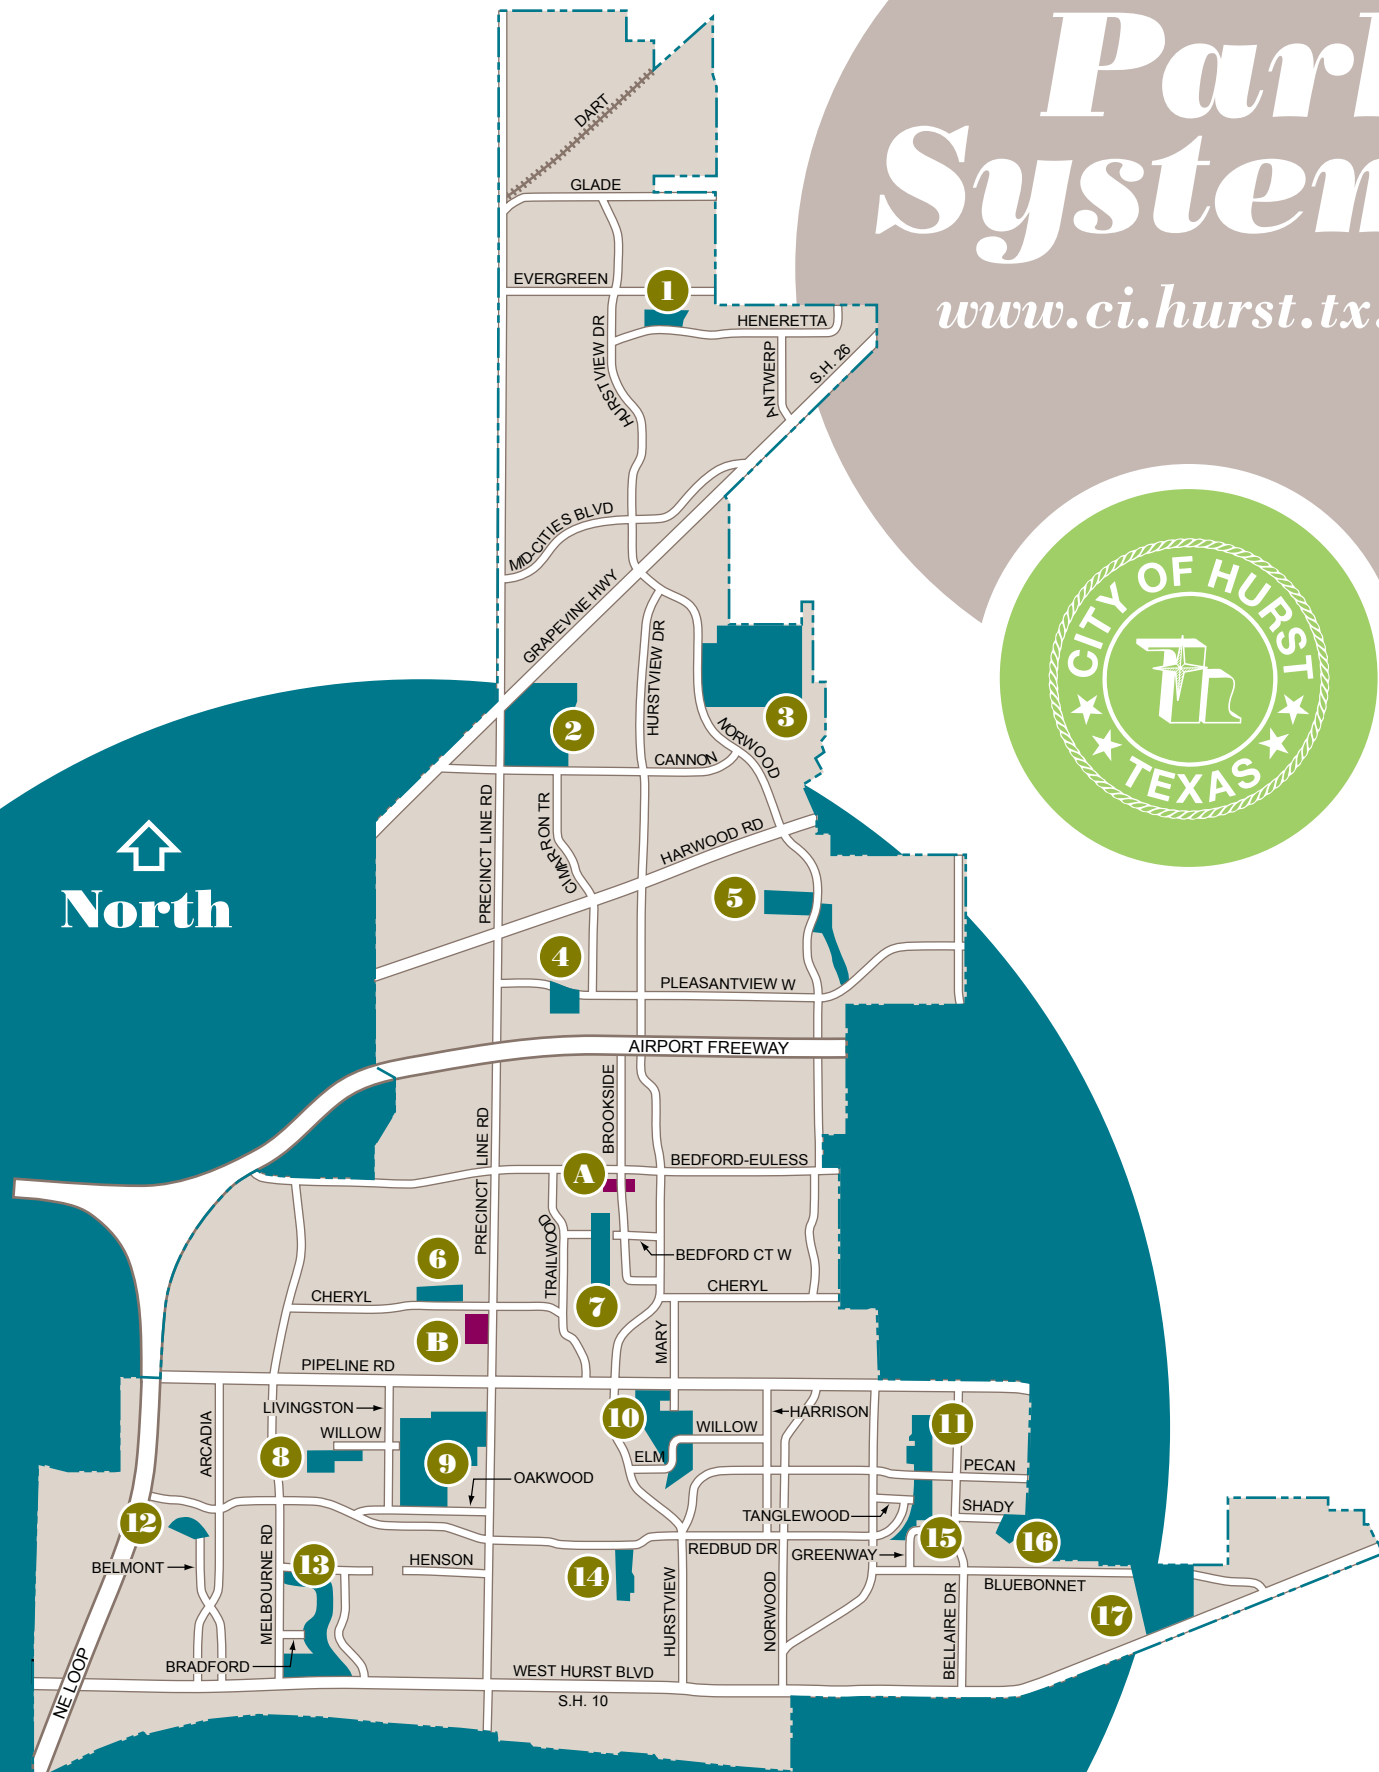 Par
System
www.ci.hurst.tx.
DART
GLADE
EVERGREEN
1
HURSTVIEW DR
HENERETTA
ANTWERP
S.H. 26
MID-CITIES BLVD
GRAPEVINE HWY
CITY OF HURST
TEXAS
HURSTVIEW DR
2
3
NORWOOD
CANNON
PRECINCT LINE RD
CIMARRON TR
HARWOOD RD
North
5
4
PLEASANTVIEW W
AIRPORT FREEWAY
BROOKSIDE
PRECINCT LINE RD
BEDFORD-EULESS
A
TRAILWOOD
BEDFORD CT W
6
CHERYL
CHERYL
7
B
MARY
PIPELINE RD
LIVINGSTON
HARRISON
ARCADIA
WILLOW
10
WILLOW
11
8
9
ELM
PECAN
OAKWOOD
SHADY
TANGLEWOOD
12
15
16
MELBOURNE RD
REDBUD DR
GREENWAY
HENSON
BELMONT
13
14
BLUEBONNET
HURSTVIEW
NORWOOD
BELLAIRE DR
17
BRADFORD
WEST HURST BLVD
NE LOOP
S.H. 10